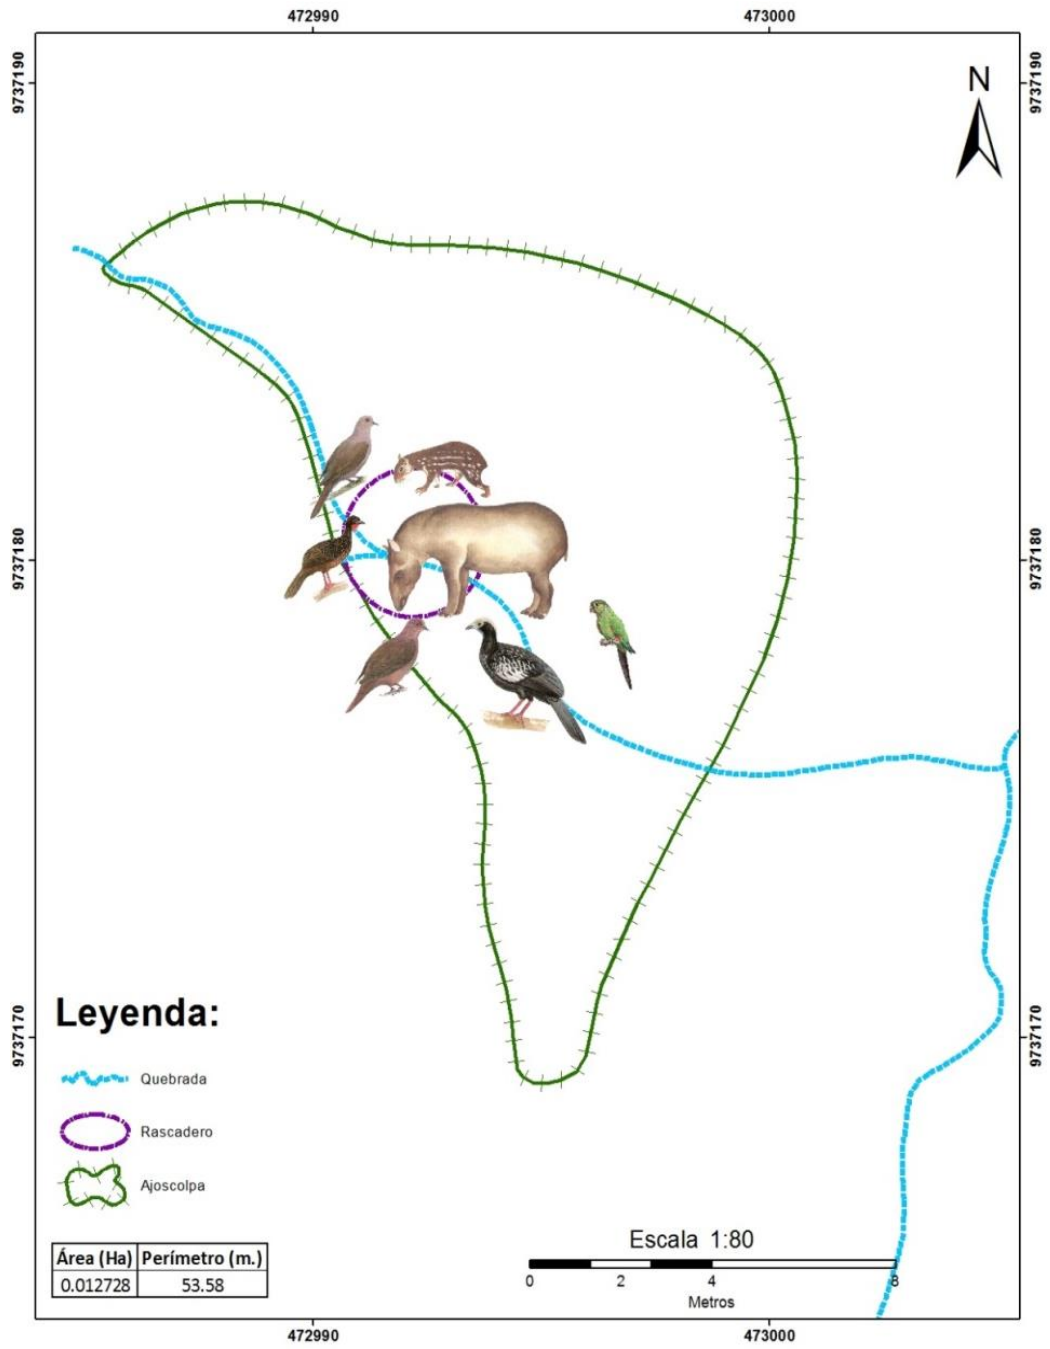 472990 473000
9737190 9737190
N
9737180 9737180
9737170 9737170
Leyenda:
Quebrada
Rascadero
Ajoscolpa
Área (Ha) Perímetro (m.)
0.012728 53.58
Escala 1:80
0 2 4 8
Metros
472990 473000